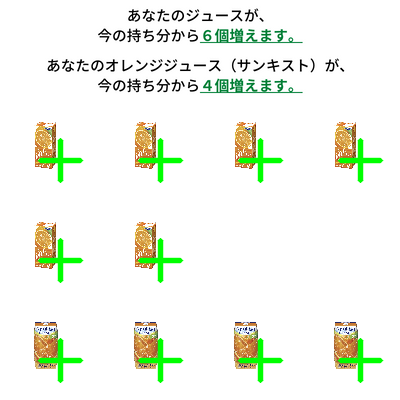 あなたのジュースが、
今の持ち分から６個増えます。
あなたのオレンジジュース（サンキスト）が、
今の持ち分から４個増えます。